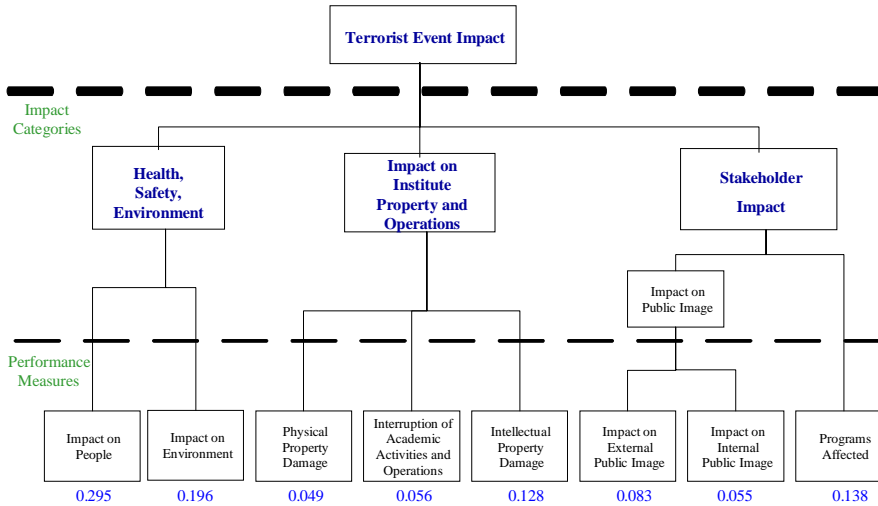 Terrorist Event Impact
Impact
Categories
Health,
Safety,
Environment
Impact on
Institute
Property and
Operations
Stakeholder
Impact
Impact on
Public Image
Performance
Measures
Impact on
People
Impact on
Environment
Physical
Property
Damage
Interruption of
Academic
Activities and
Operations
Intellectual
Property
Damage
Impact on
External
Public Image
Impact on
Internal
Public Image
Programs
Affected
0.295
0.196
0.049
0.056
0.128
0.083
0.055
0.138